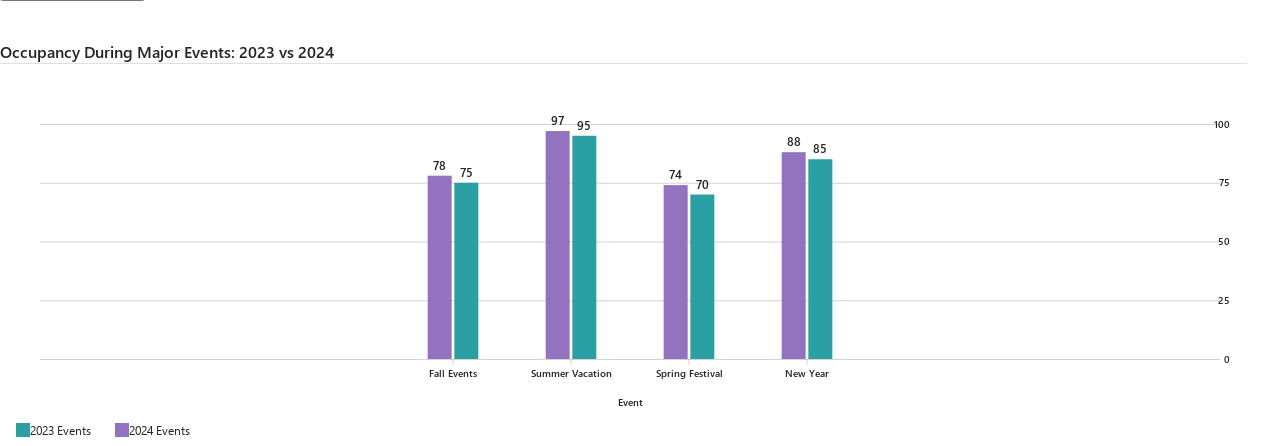 Occupancy During Major Events: 2023 vs 2024
97 95
100
88 85
78 75
74 70
75
50
25
0
Fall Events Summer Vacation Spring Festival New Year
Event
2023 Events 2024 Events